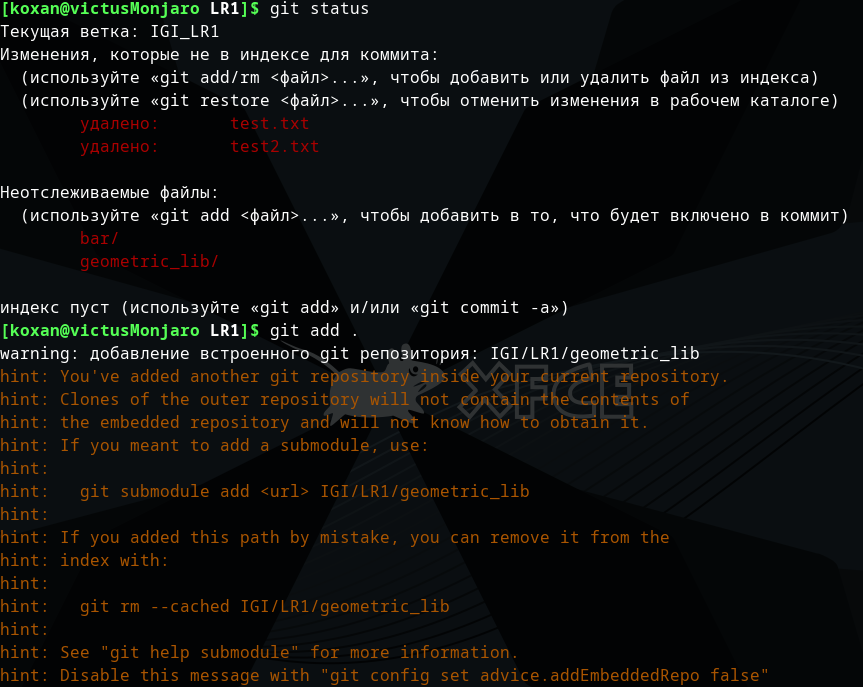 [koxan@victusMonjaro LR1]$ git status
Текущая ветка: IGI_LR1
Изменения, которые не в индексе для коммита:
  (используйте «git add/rm <файл>...», чтобы добавить или удалить файл из индекса)
  (используйте «git restore <файл>...», чтобы отменить изменения в рабочем каталоге)
        удалено:       test.txt
        удалено:       test2.txt

Неотслеживаемые файлы:
  (используйте «git add <файл>...», чтобы добавить в то, что будет включено в коммит)
        bar/
        geometric_lib/

индекс пуст (используйте «git add» и/или «git commit -a»)
[koxan@victusMonjaro LR1]$ git add .
warning: добавление встроенного git репозитория: IGI/LR1/geometric_lib
hint: You've added another git repository inside your current repository.
hint: Clones of the outer repository will not contain the contents of
hint: the embedded repository and will not know how to obtain it.
hint: If you meant to add a submodule, use:
hint:
hint:   git submodule add <url> IGI/LR1/geometric_lib
hint:
hint: If you added this path by mistake, you can remove it from the
hint: index with:
hint:
hint:   git rm --cached IGI/LR1/geometric_lib
hint:
hint: See "git help submodule" for more information.
hint: Disable this message with "git config set advice.addEmbeddedRepo false"
XFCE